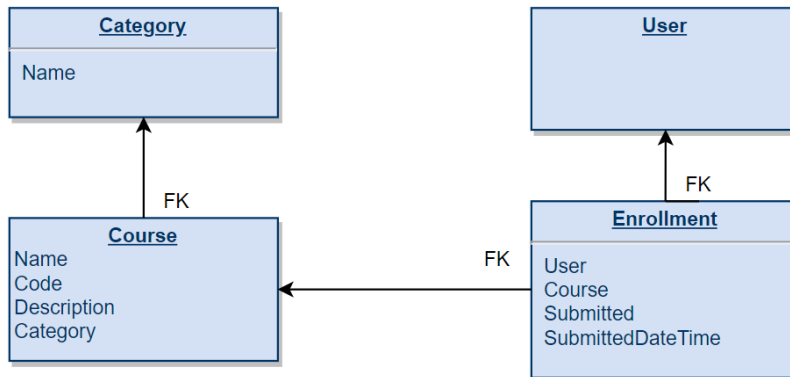 Category
Name
User
FK
FK
Course
Name
Code
Description
Category
FK
Enrollment
User
Course
Submitted
SubmittedDateTime